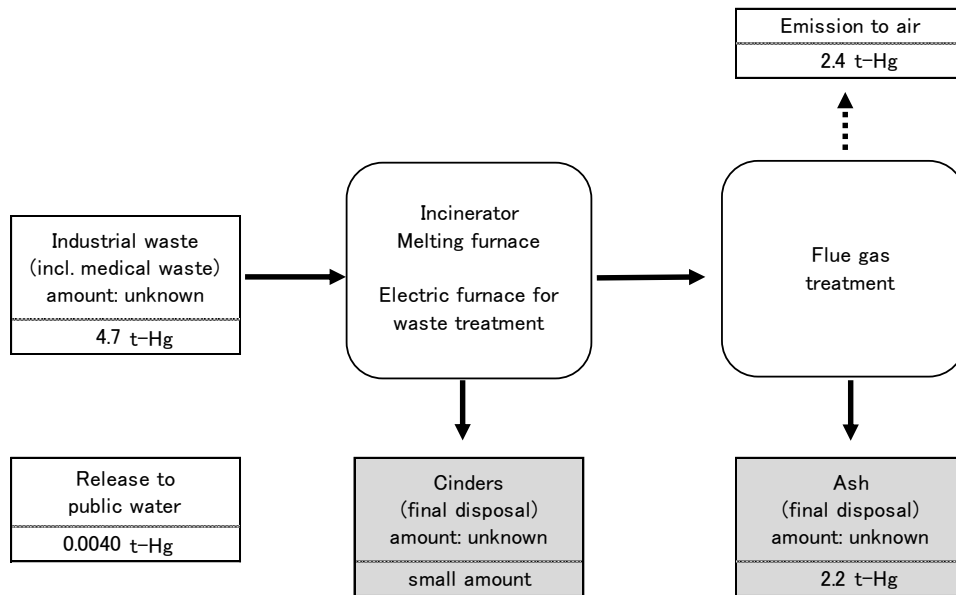 Emission to air
2.4 t-Hg
Industrial waste
(incl. medical waste)
amount: unknown
4.7 t-Hg
Incinerator
Melting furnace
Electric furnace for
waste treatment
Flue gas
treatment
Release to
public water
0.0040 t-Hg
Cinders
(final disposal)
amount: unknown
small amount
Ash
(final disposal)
amount: unknown
2.2 t-Hg